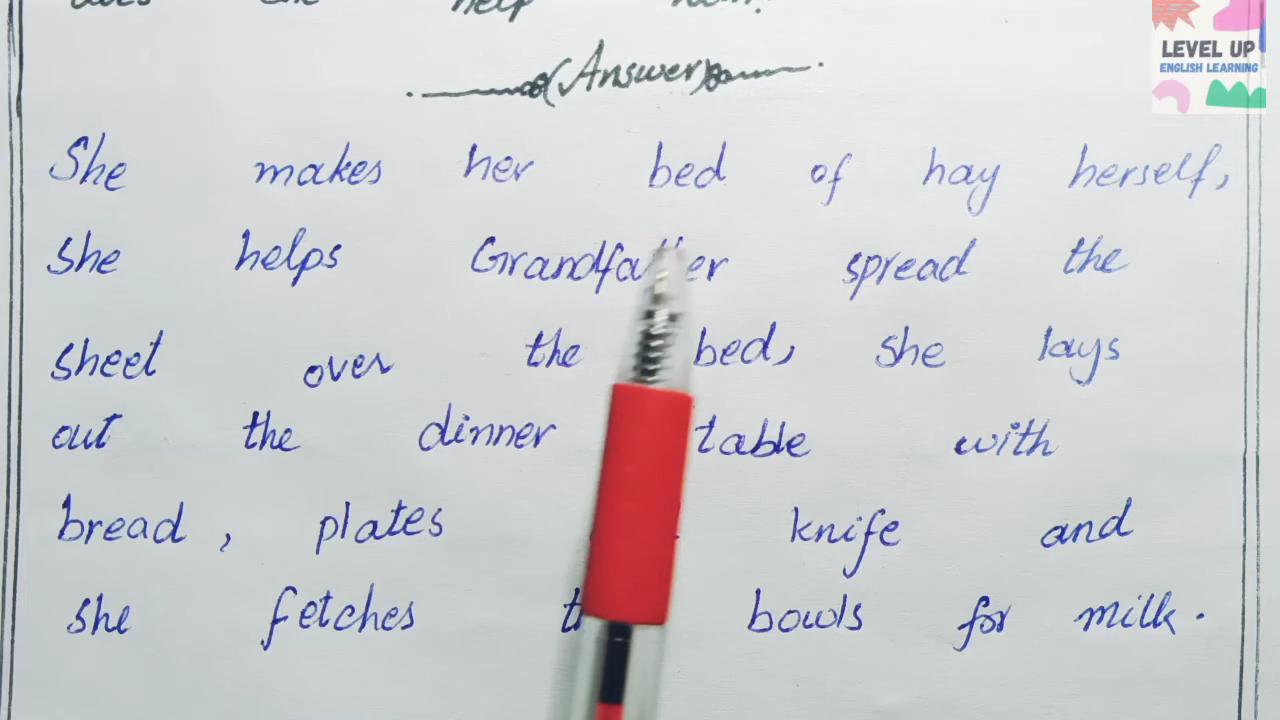 help
LEVEL UP
ENGLISH LEARNING
(Answer)
She makes her bed of hay herself,
she helps Grandfather spread the
sheet over the bed, she lays
out the dinner table with
bread, plates knife and
she fetches bowls for milk.